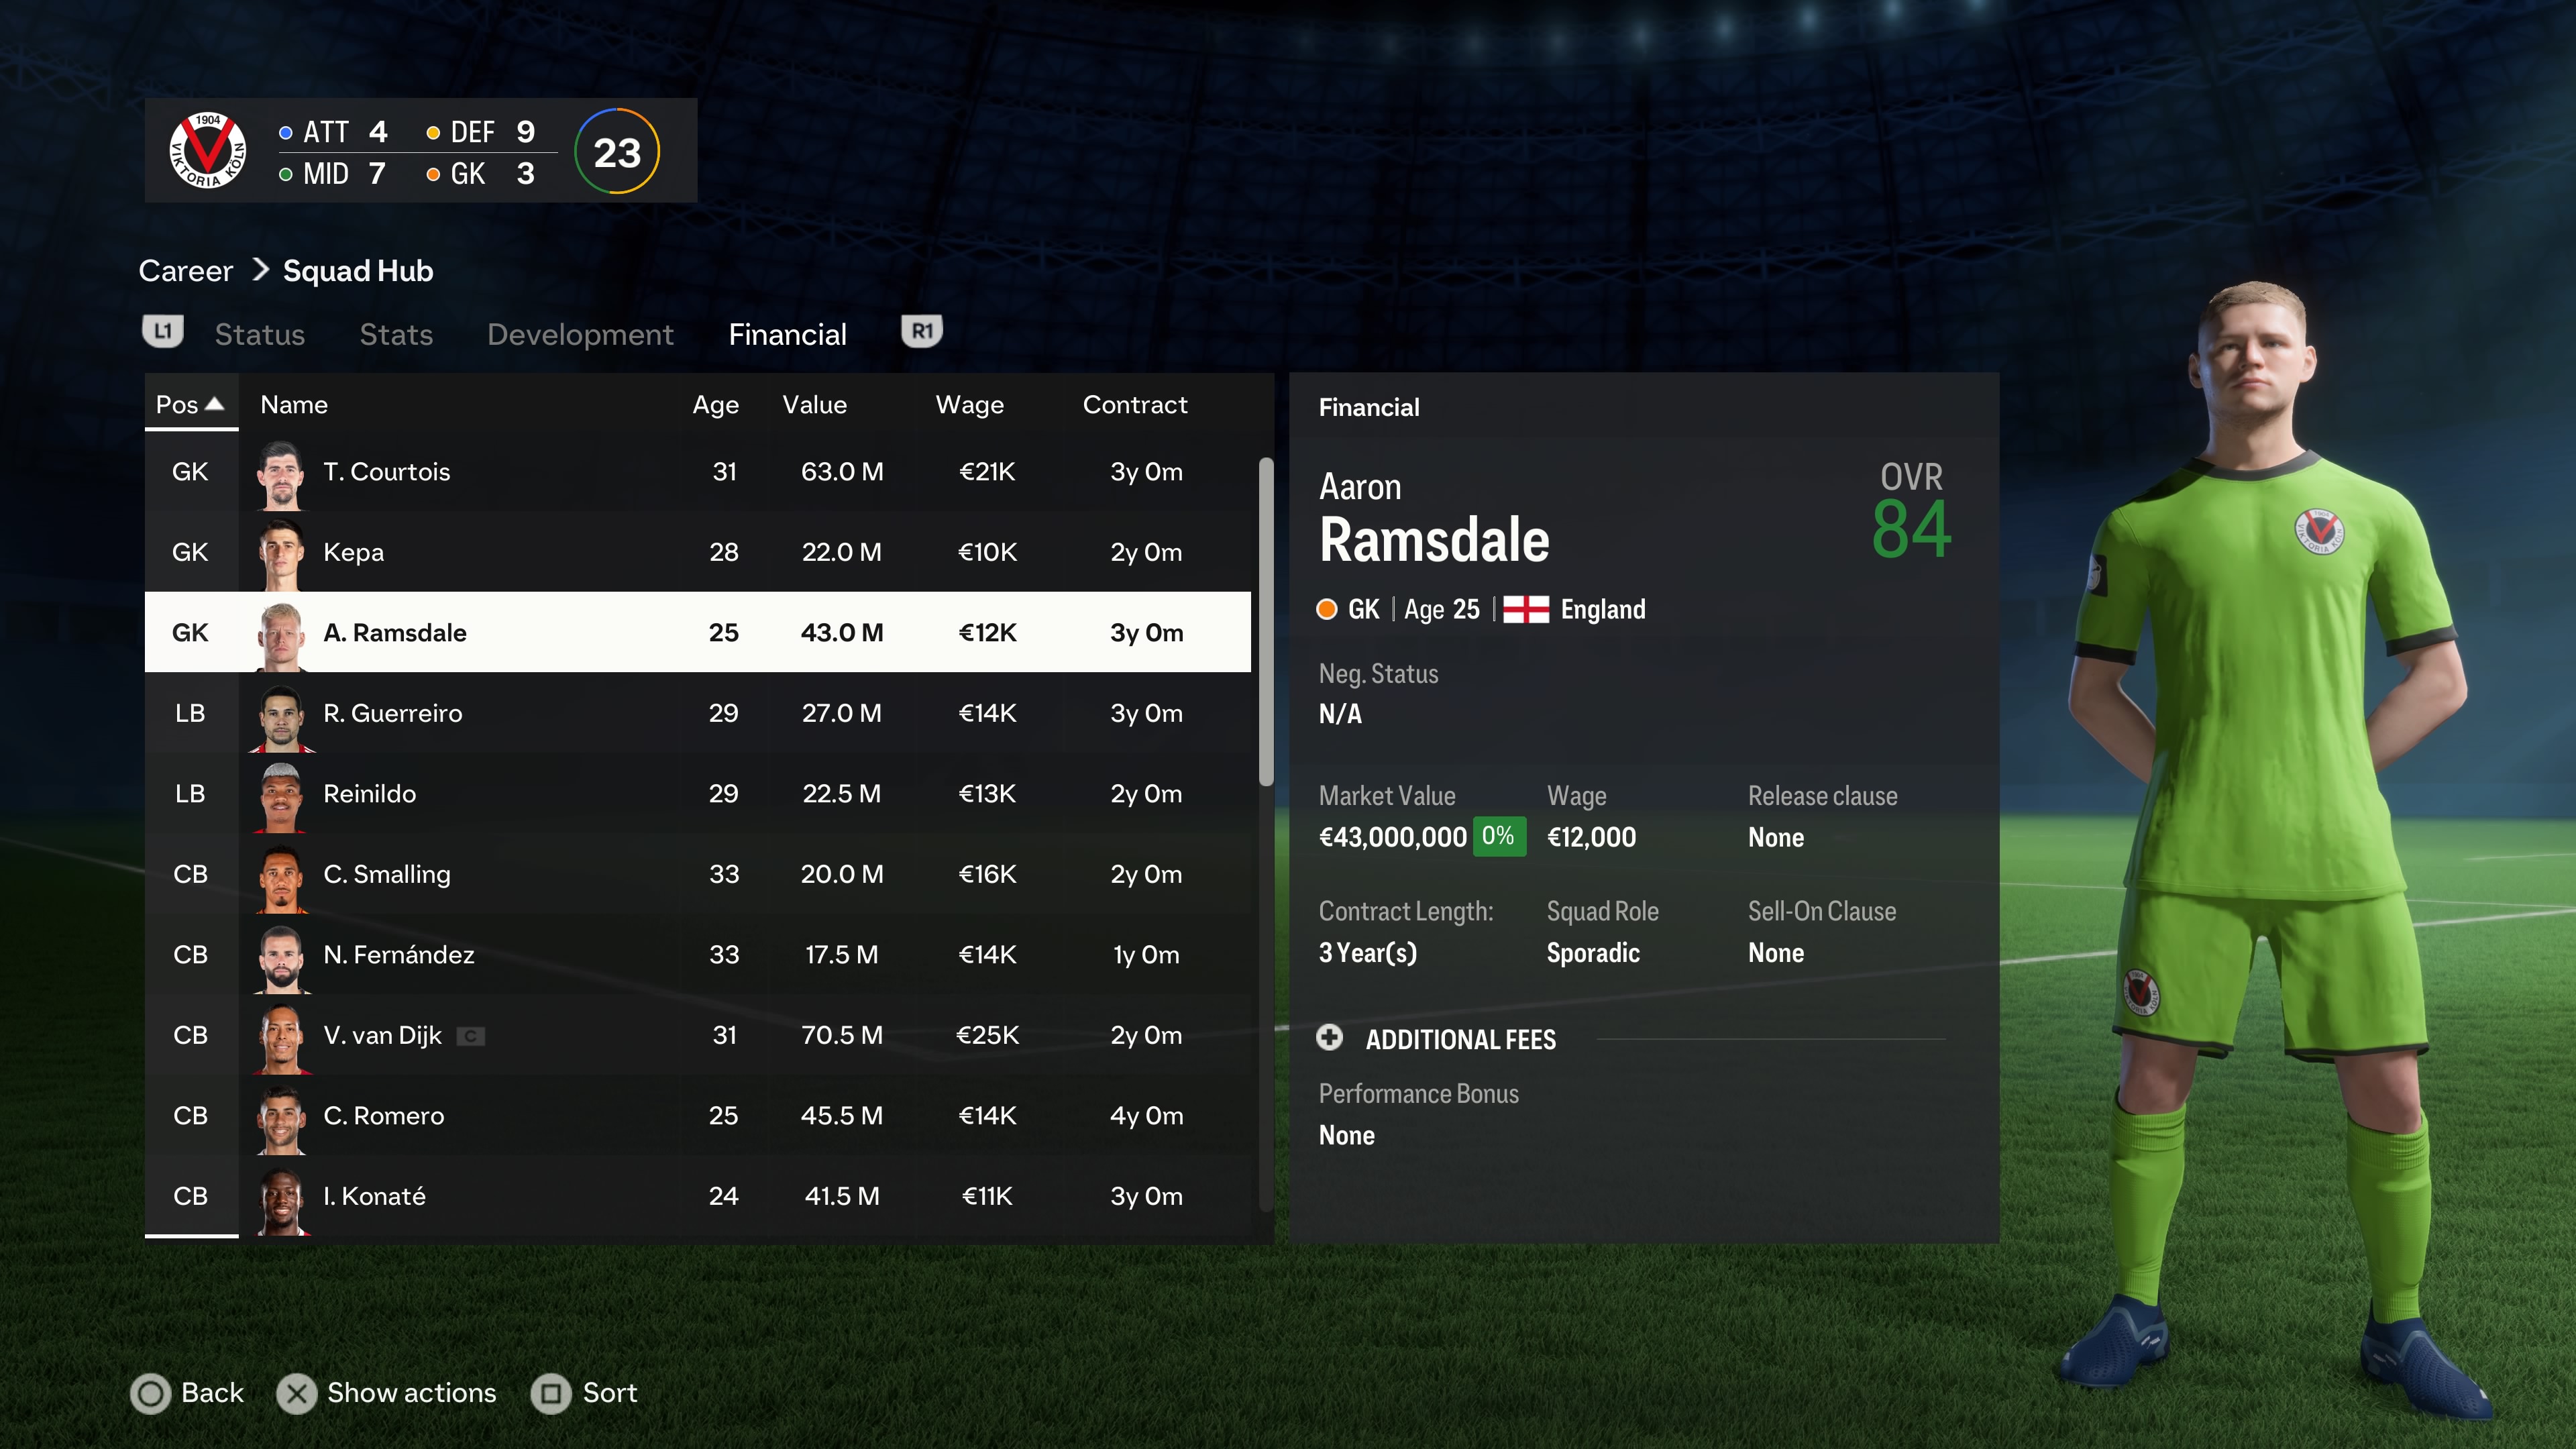 1904
VIKTORIA KÖLN
ATT 4 DEF 9
MID 7 GK 3
23
Career > Squad Hub
L1 Status Stats Development Financial R1
Pos Name Age Value Wage Contract
GK T. Courtois 31 63.0 M €21K 3y 0m
GK Kepa 28 22.0 M €10K 2y 0m
GK A. Ramsdale 25 43.0 M €12K 3y 0m
LB R. Guerreiro 29 27.0 M €14K 3y 0m
LB Reinildo 29 22.5 M €13K 2y 0m
CB C. Smalling 33 20.0 M €16K 2y 0m
CB N. Fernández 33 17.5 M €14K 1y 0m
CB V. van Dijk C 31 70.5 M €25K 2y 0m
CB C. Romero 25 45.5 M €14K 4y 0m
CB I. Konaté 24 41.5 M €11K 3y 0m
Financial
Aaron
Ramsdale
OVR
84
GK | Age 25 | England
Neg. Status
N/A
Market Value Wage Release clause
€43,000,000 0% €12,000 None
Contract Length: Squad Role Sell-On Clause
3 Year(s) Sporadic None
ADDITIONAL FEES
Performance Bonus
None
1904
VIKTORIA KÖLN
1904
VIKTORIA KÖLN
Back Show actions Sort